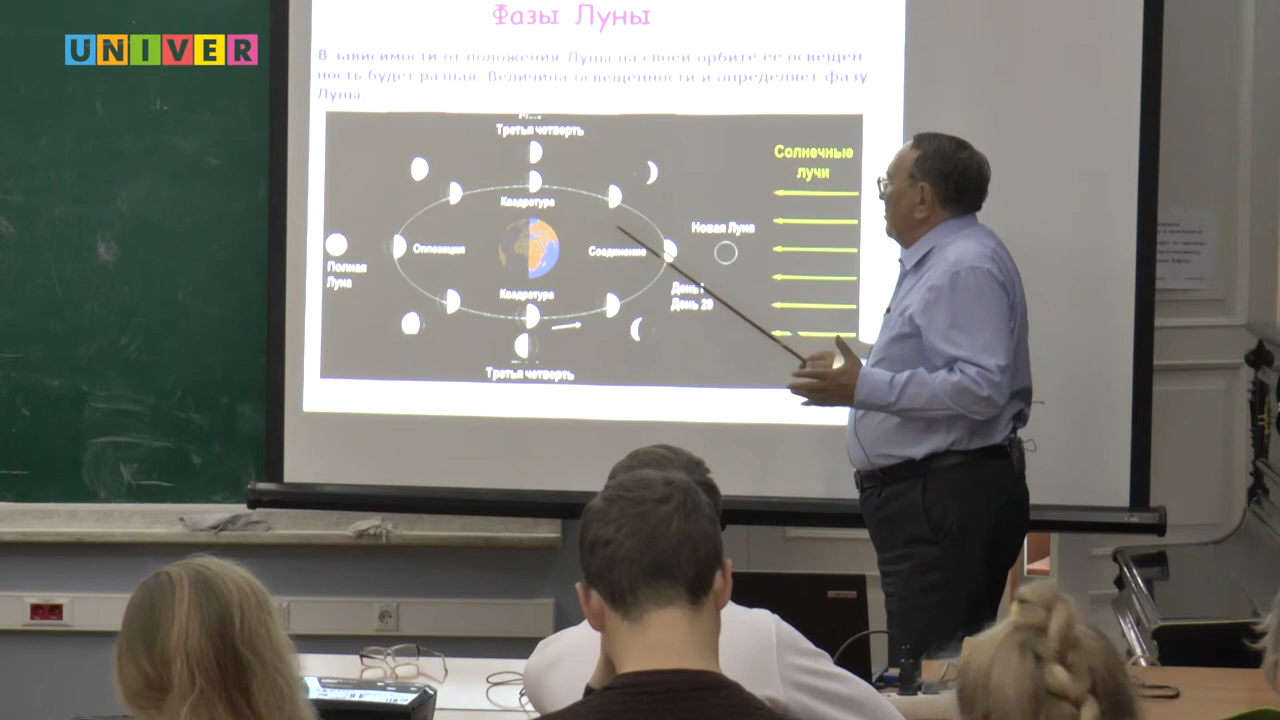 UNIVER
Фазы Луны
В зависимости от положения Луны на своей орбите ее освещен
ность будет разная. Величина освещенности и определяет фазу
Луны.
Третья четверть
Солнечные
лучи
Квадратура
Новая Луна
Оппозиция
Соединение
Полная
Луна
Квадратура
День 1
День 29
Третья четверть